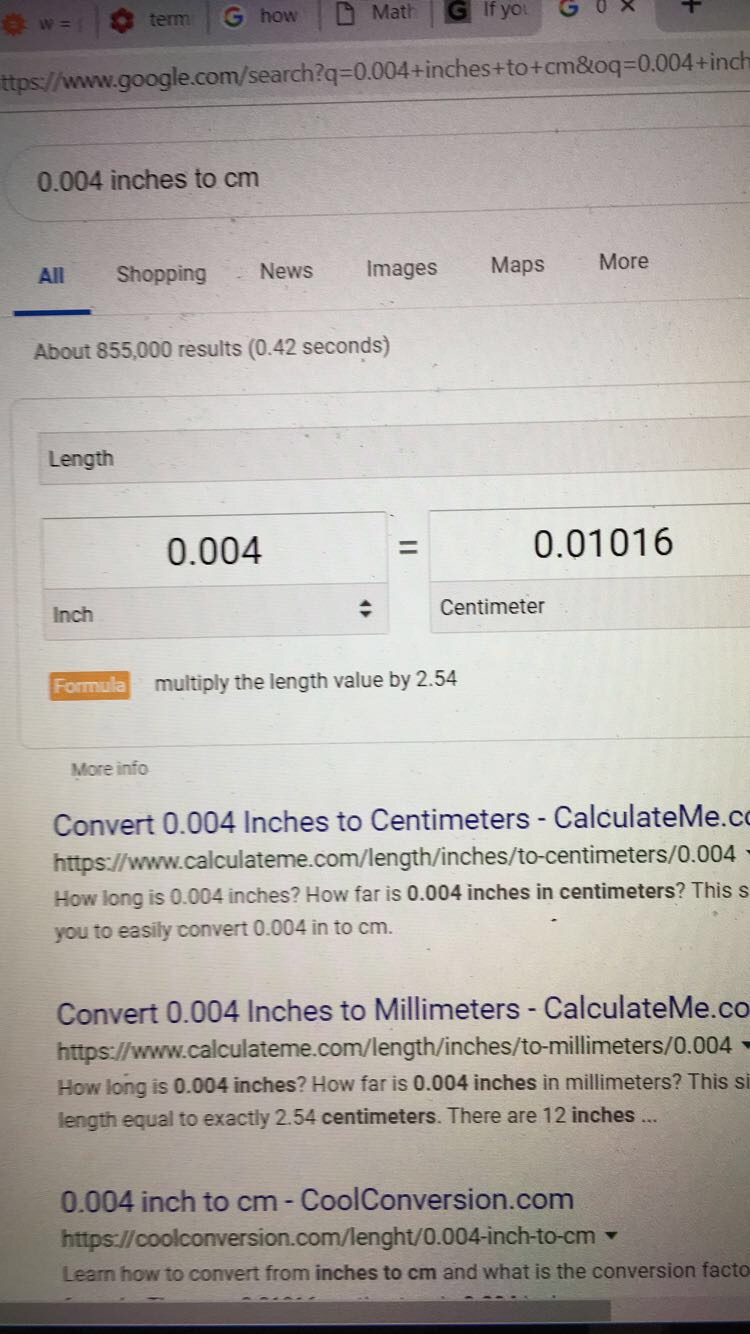 w =
term
how
Math
If you
0
ttps://www.google.com/search?q=0.004+inches+to+cm&oq=0.004+inch
0.004 inches to cm
All Shopping News Images Maps More
About 855,000 results (0.42 seconds)
Length
0.004 = 0.01016
Inch Centimeter
Formula multiply the length value by 2.54
More info
Convert 0.004 Inches to Centimeters - CalculateMe.co
https://www.calculateme.com/length/inches/to-centimeters/0.004
How long is 0.004 inches? How far is 0.004 inches in centimeters? This s
you to easily convert 0.004 in to cm.
Convert 0.004 Inches to Millimeters - CalculateMe.co
https://www.calculateme.com/length/inches/to-millimeters/0.004
How long is 0.004 inches? How far is 0.004 inches in millimeters? This si
length equal to exactly 2.54 centimeters. There are 12 inches ...
0.004 inch to cm - CoolConversion.com
https://coolconversion.com/lenght/0.004-inch-to-cm
Learn how to convert from inches to cm and what is the conversion facto